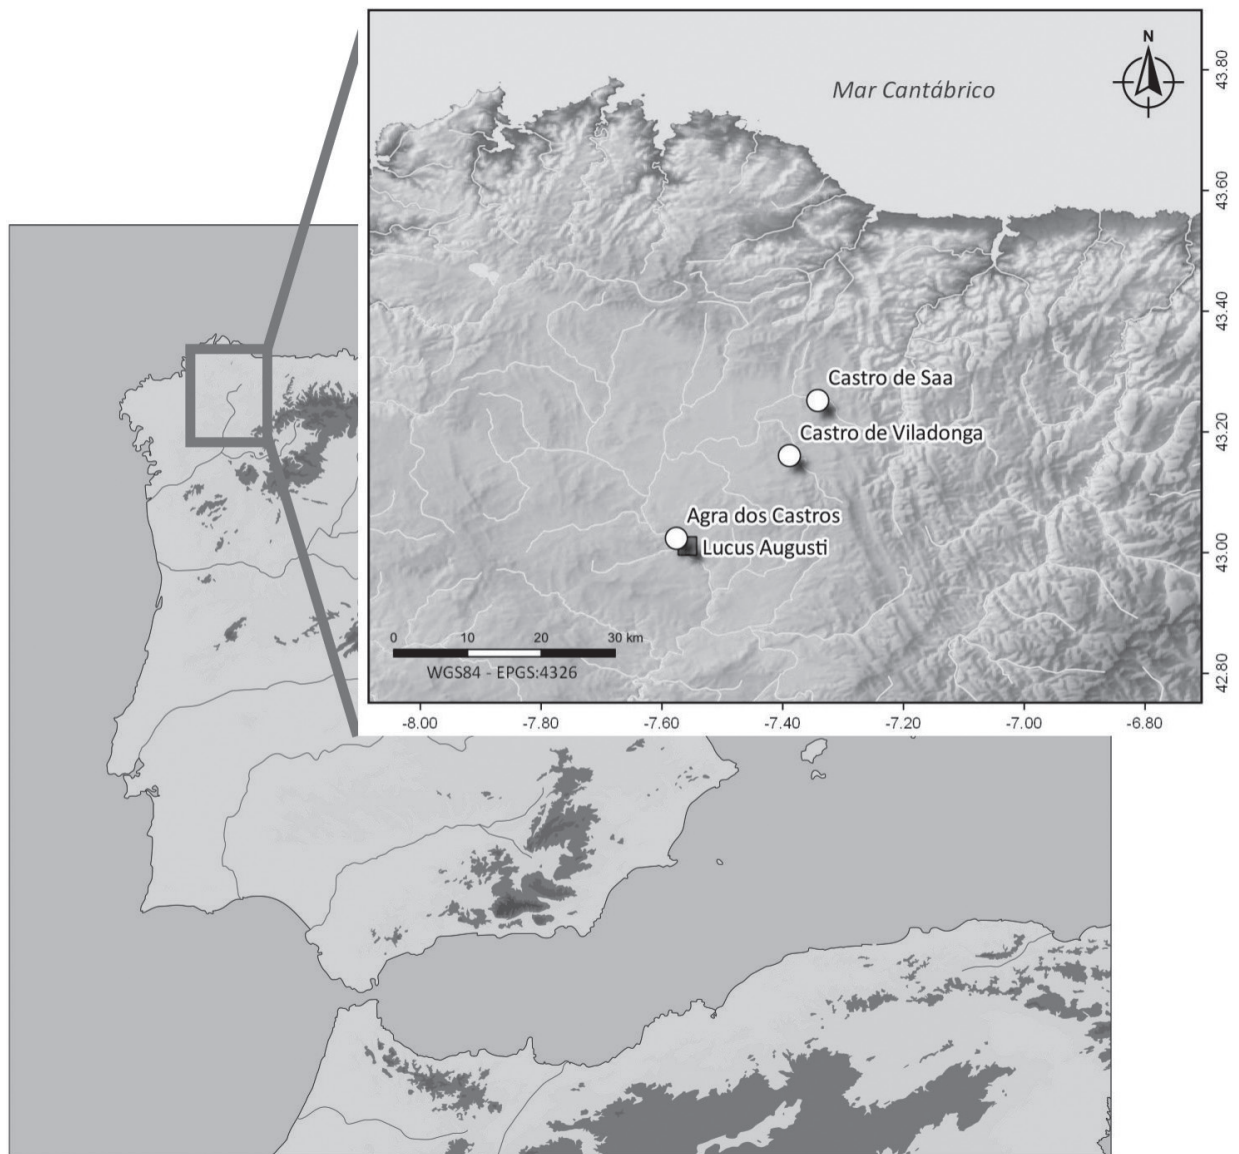 N
Mar Cantábrico
43.80
43.60
43.40
43.20
43.00
42.80
Castro de Saa
Castro de Viladonga
Agra dos Castros
Lucus Augusti
0 10 20 30 km
WGS84 - EPGS:4326
-8.00 -7.80 -7.60 -7.40 -7.20 -7.00 -6.80